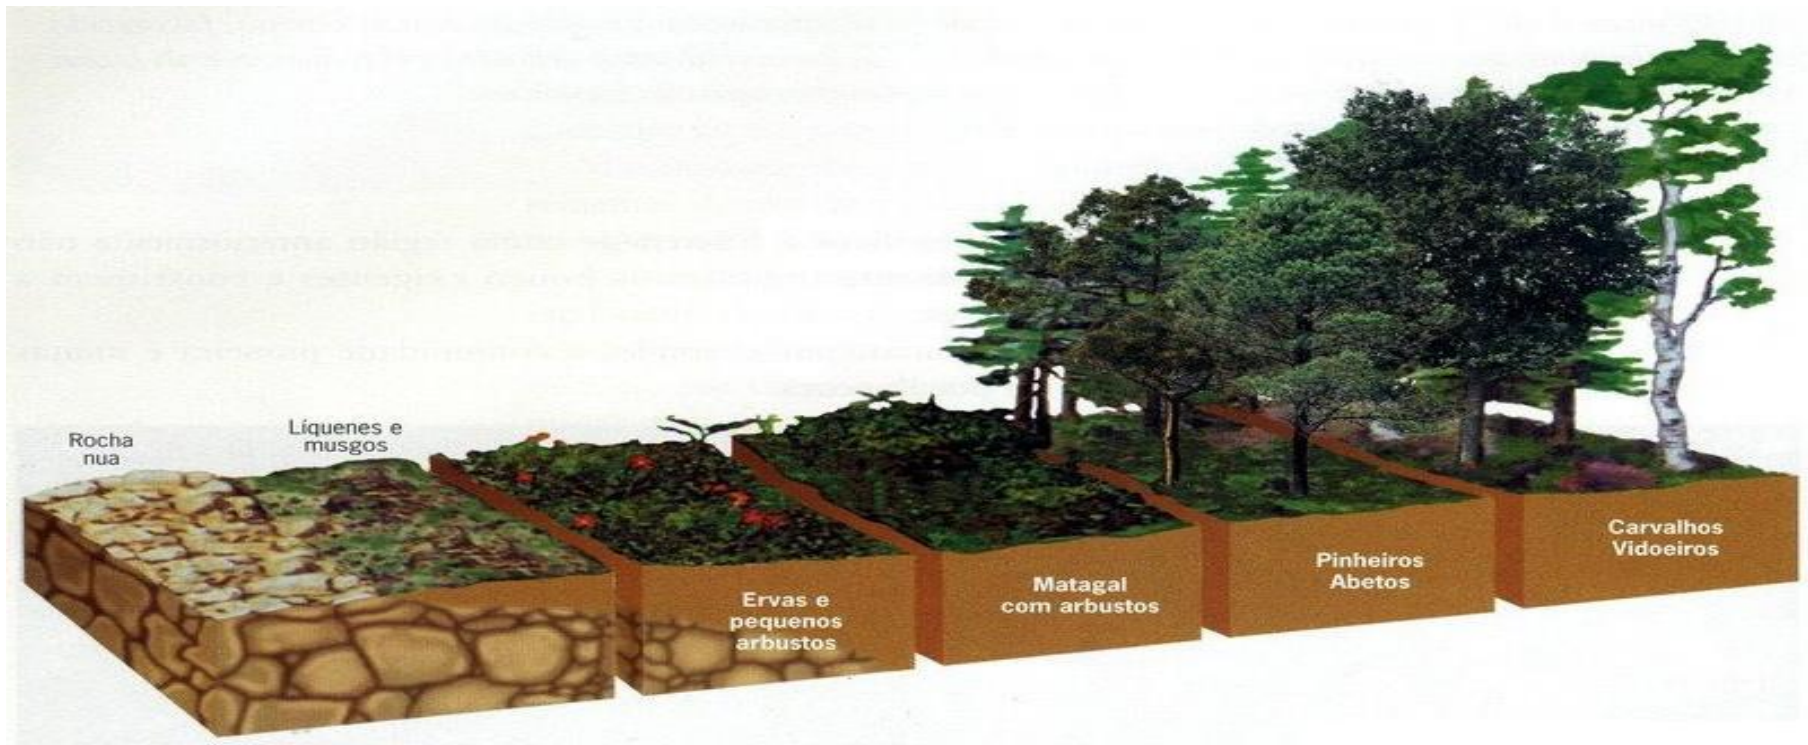 Rocha
nua
Líquenes e
musgos
Ervas e
pequenos
arbustos
Matagal
com arbustos
Pinheiros
Abetos
Carvalhos
Vidoeiros